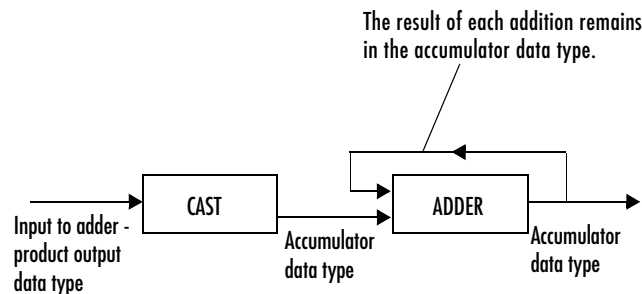 The result of each addition remains
in the accumulator data type.
CAST
ADDER
Input to adder -
product output
data type
Accumulator
data type
Accumulator
data type